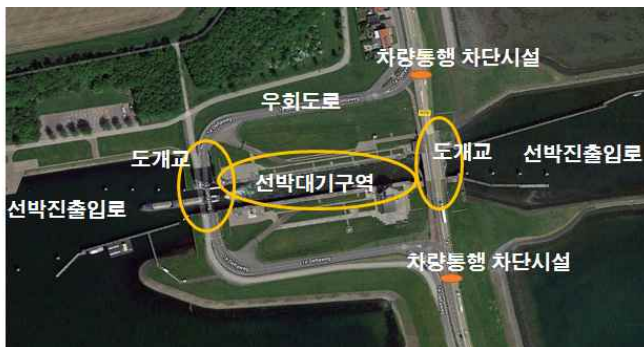 차량통행 차단시설
우회도로
도개교
도개교
선박진출입로
선박대기구역
선박진출입로
차량통행 차단시설